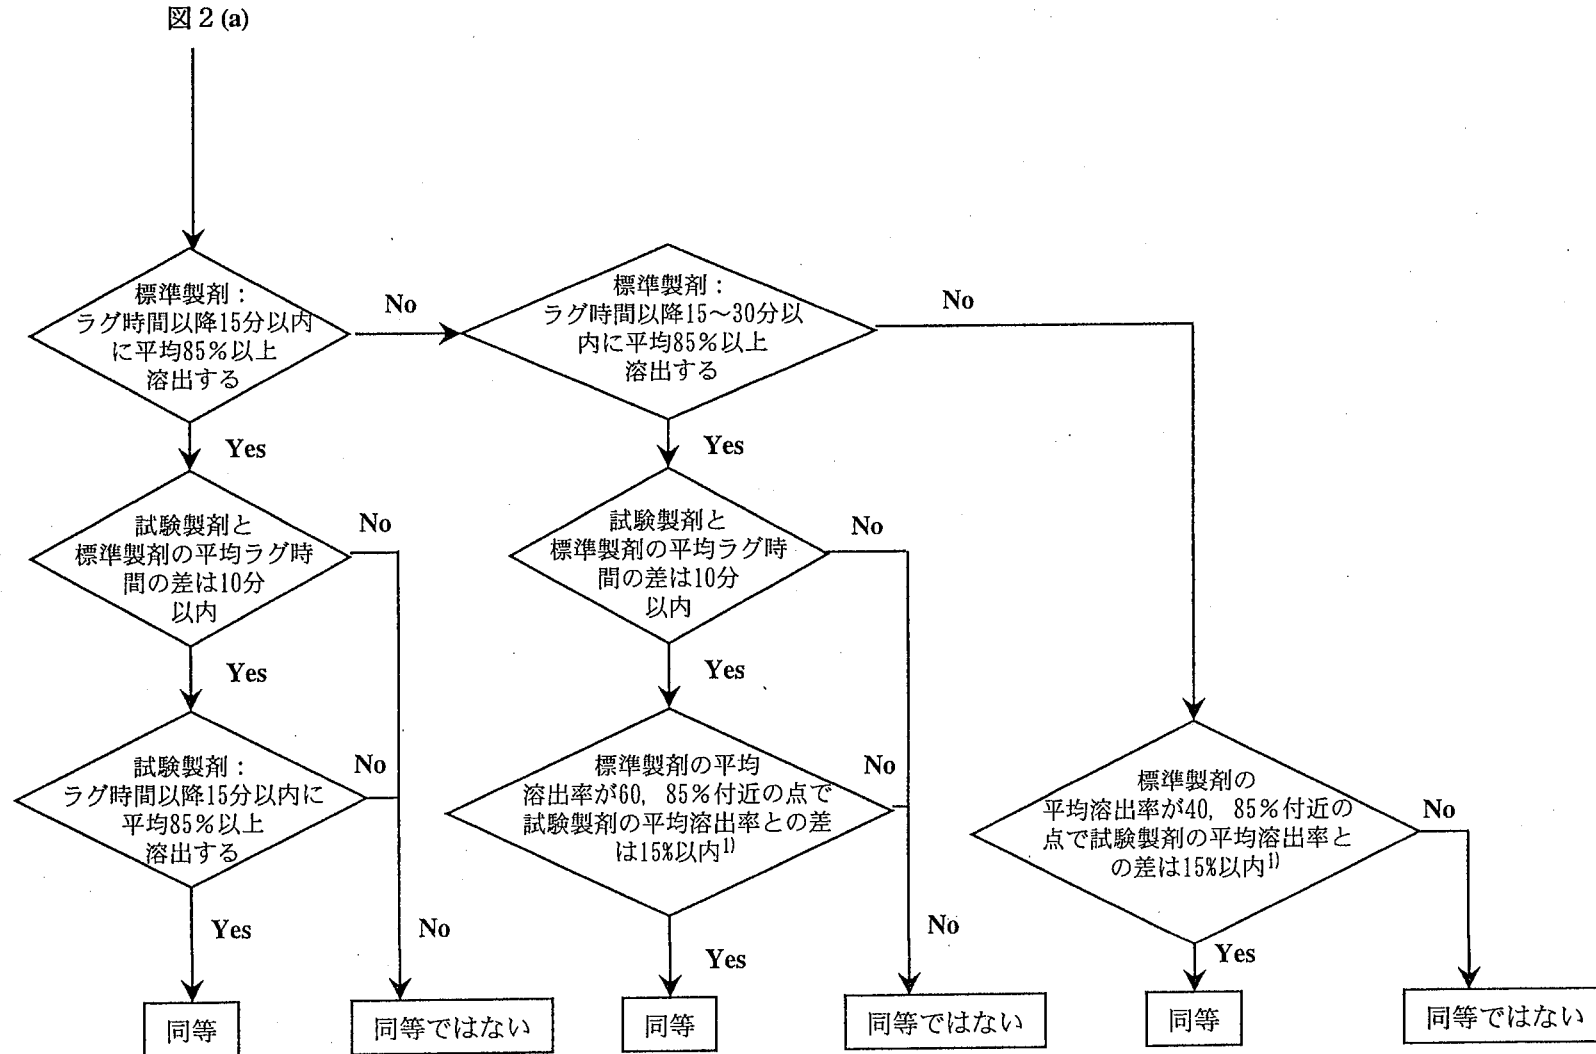 図2(a)
標準製剤：
ラグ時間以降15分以内
に平均85%以上
溶出する
No
標準製剤：
ラグ時間以降15～30分以
内に平均85%以上
溶出する
No
Yes
Yes
試験製剤と
標準製剤の平均ラグ時
間の差は10分
以内
No
試験製剤と
標準製剤の平均ラグ時
間の差は10分
以内
No
Yes
Yes
試験製剤：
ラグ時間以降15分以内に
平均85%以上
溶出する
No
標準製剤の平均
溶出率が60, 85%付近の点で
試験製剤の平均溶出率との差
は15%以内1)
No
標準製剤の
平均溶出率が40, 85%付近の
点で試験製剤の平均溶出率と
の差は15%以内1)
No
Yes
No
Yes
No
Yes
同等
同等ではない
同等
同等ではない
同等
同等ではない